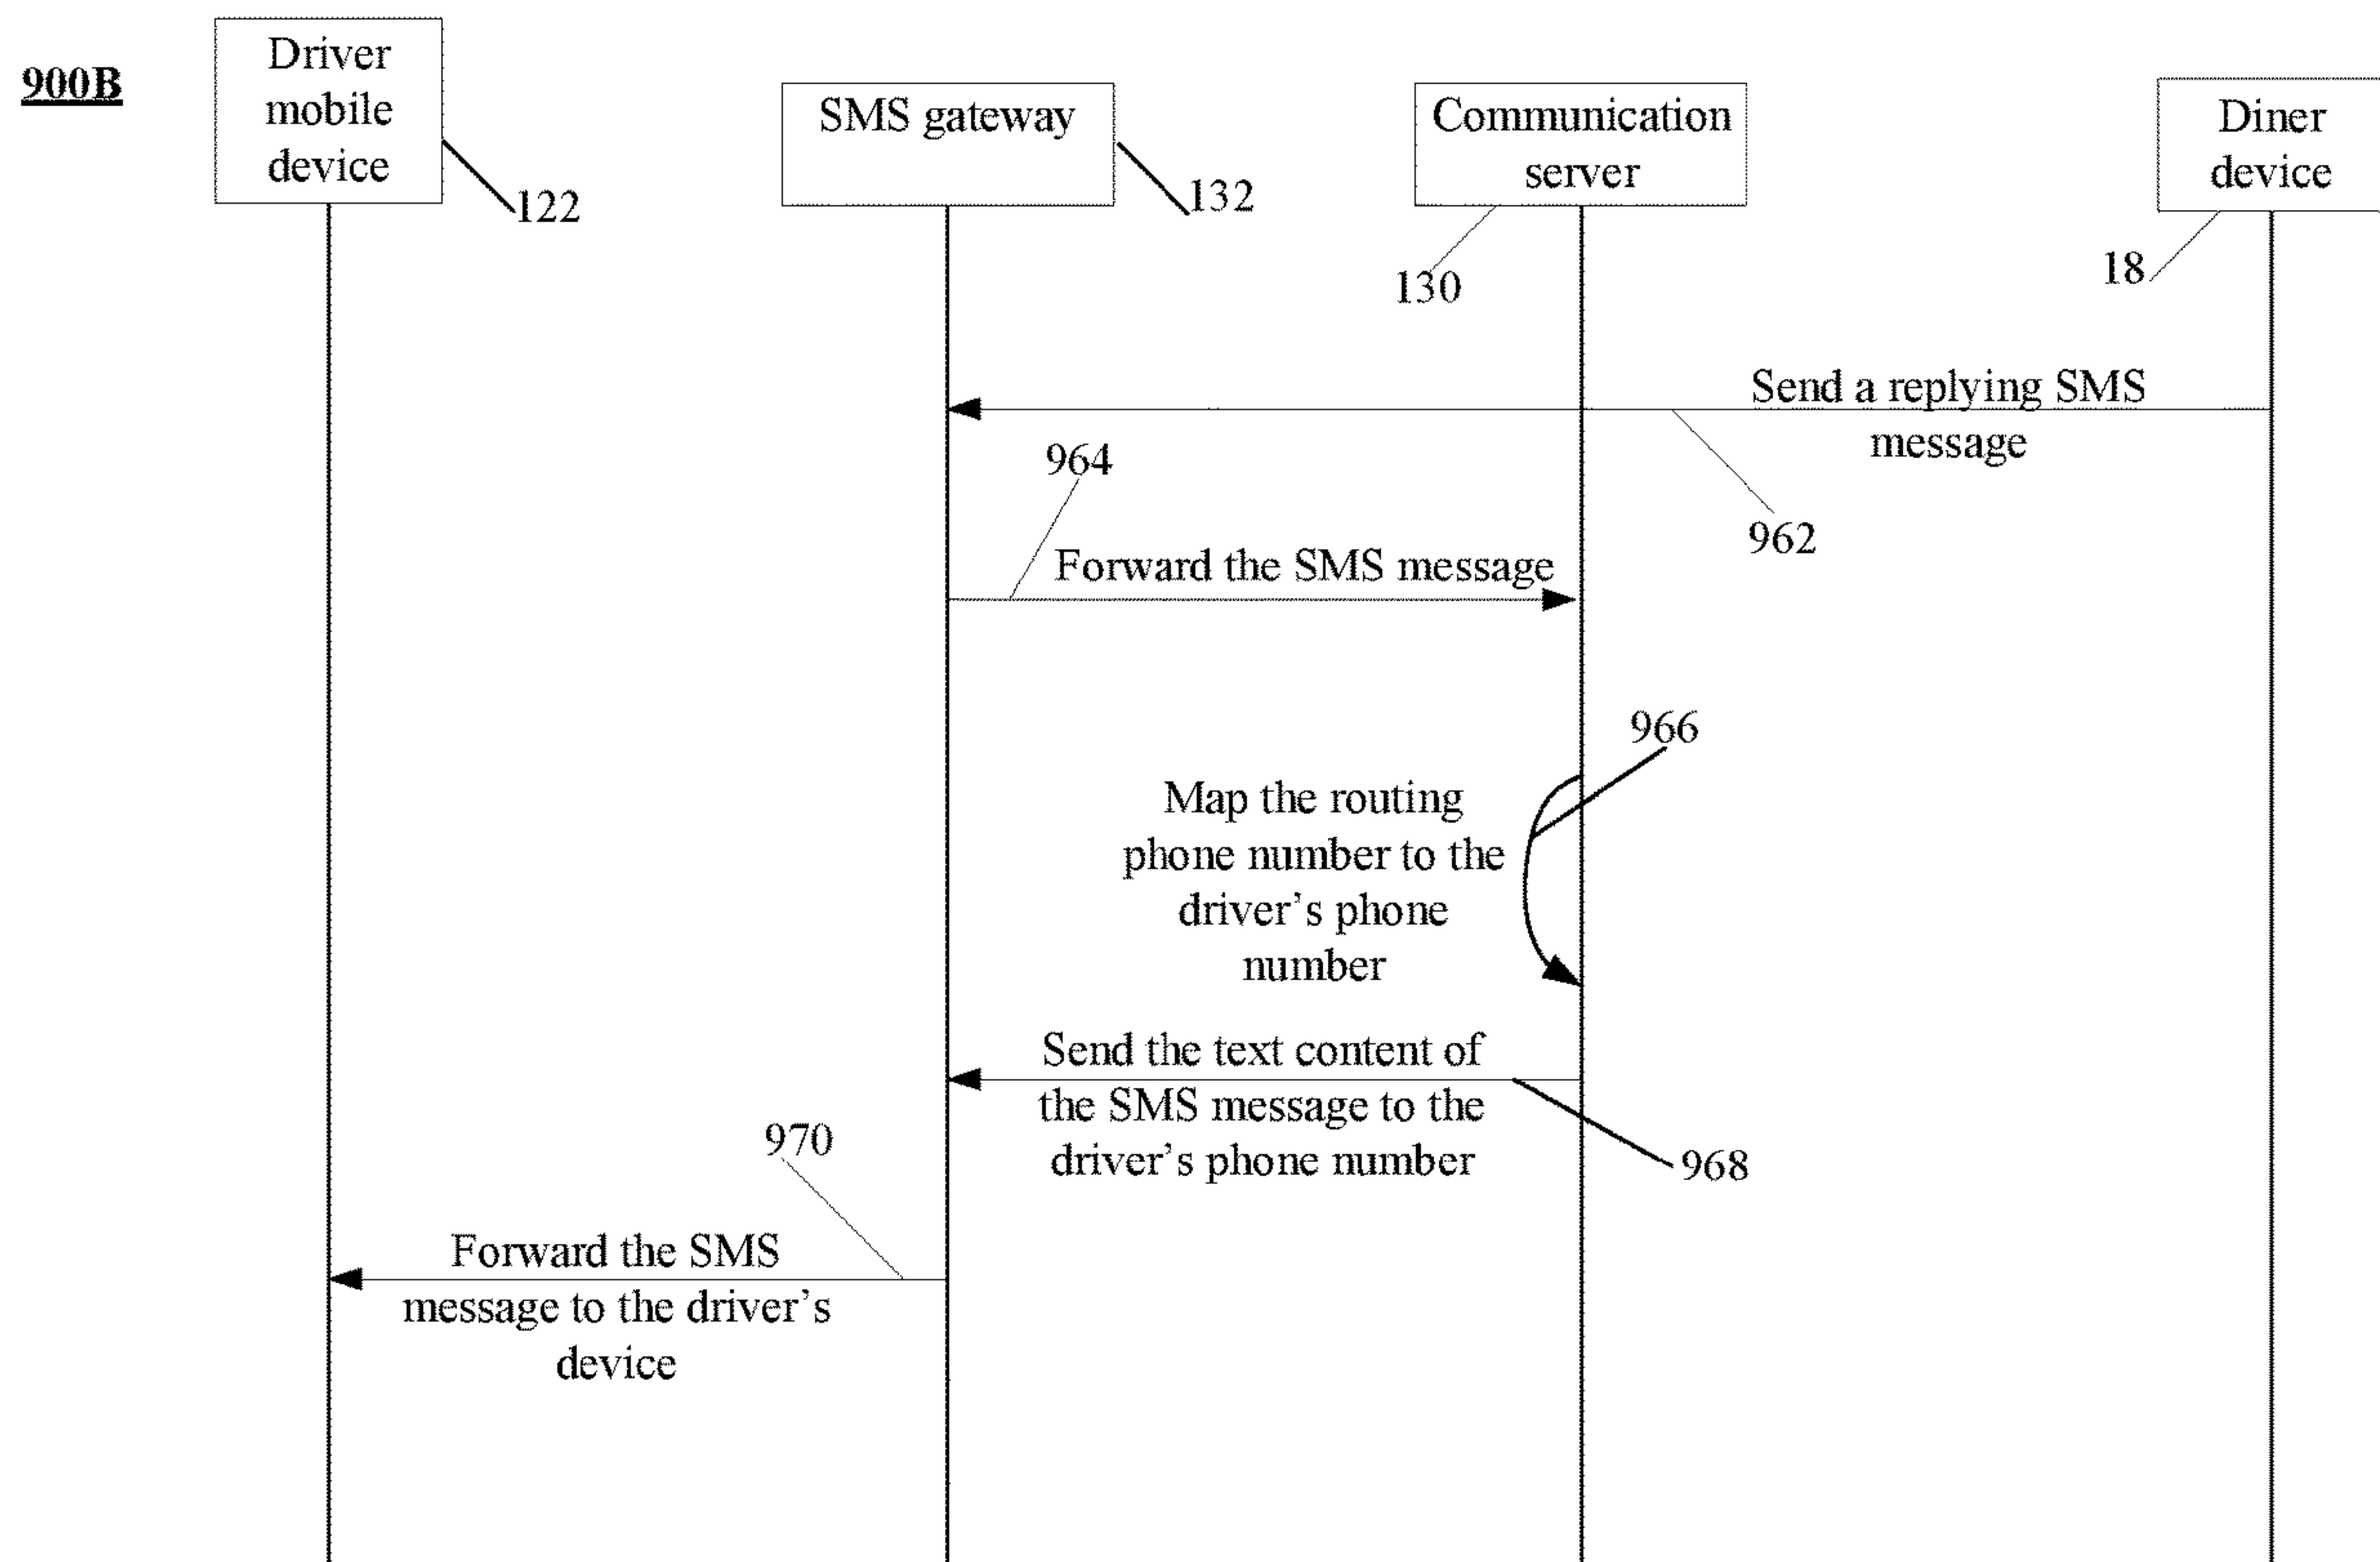 900B
Driver
mobile
device
122
SMS gateway
132
Communication
server
130
Diner
device
18
Send a replying SMS
message
962
964
Forward the SMS message
966
Map the routing
phone number to the
driver’s phone
number
Send the text content of
the SMS message to the
driver’s phone number
968
970
Forward the SMS
message to the driver’s
device